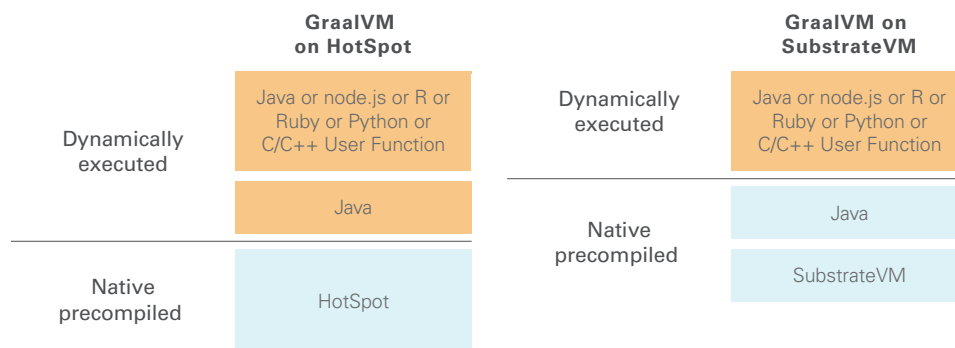 GraalVM
on HotSpot
Dynamically
executed
Java or node.js or R or
Ruby or Python or
C/C++ User Function
Java
Native
precompiled
HotSpot
GraalVM on
SubstrateVM
Dynamically
executed
Java or node.js or R or
Ruby or Python or
C/C++ User Function
Native
precompiled
Java
SubstrateVM